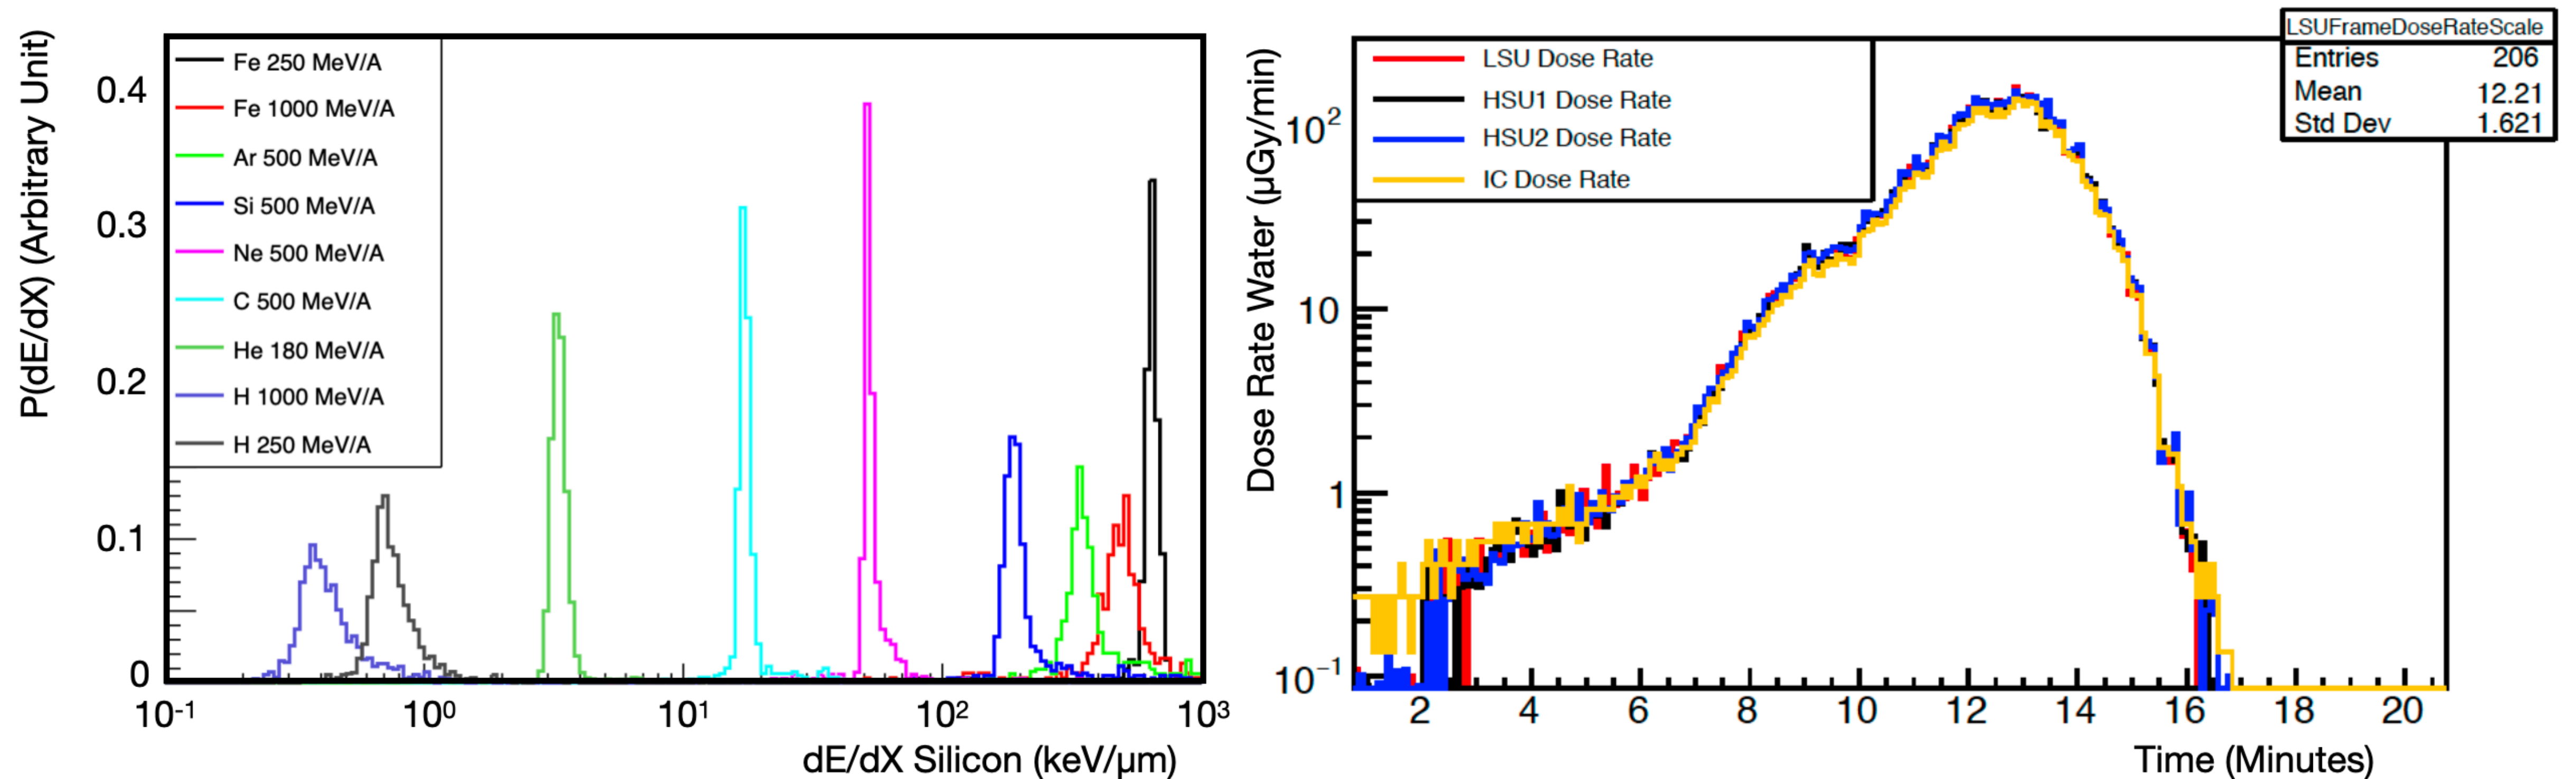 P(dE/dX) (Arbitrary Unit)
0.4
0.3
0.2
0.1
0
Fe 250 MeV/A
Fe 1000 MeV/A
Ar 500 MeV/A
Si 500 MeV/A
Ne 500 MeV/A
C 500 MeV/A
He 180 MeV/A
H 1000 MeV/A
H 250 MeV/A
10⁻¹ 10⁰ 10¹ 10² 10³
dE/dX Silicon (keV/μm)
Dose Rate Water (μGy/min)
10²
10
1
10⁻¹
LSU Dose Rate
HSU1 Dose Rate
HSU2 Dose Rate
IC Dose Rate
LSUFrameDoseRateScale
Entries 206
Mean 12.21
Std Dev 1.621
2 4 6 8 10 12 14 16 18 20
Time (Minutes)